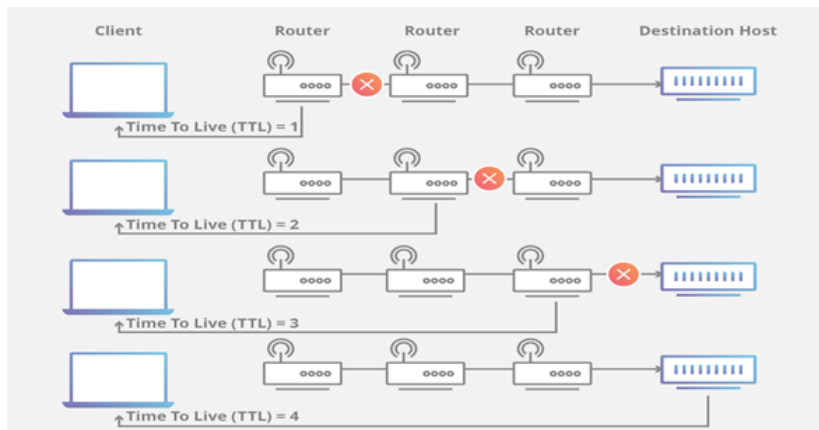 Client Router Router Router Destination Host
Time To Live (TTL) = 1
Time To Live (TTL) = 2
Time To Live (TTL) = 3
Time To Live (TTL) = 4